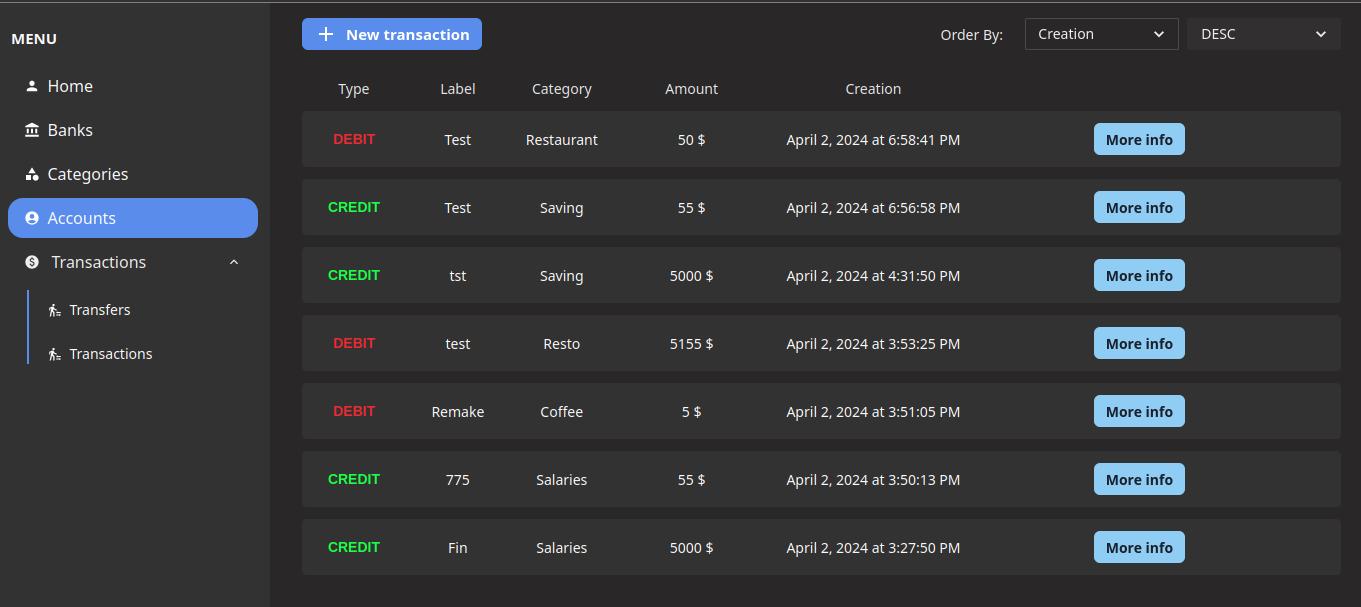 MENU
Home
Banks
Categories
Accounts
Transactions
Transfers
Transactions
New transaction
Order By: Creation DESC
Type Label Category Amount Creation
DEBIT Test Restaurant 50 $ April 2, 2024 at 6:58:41 PM More info
CREDIT Test Saving 55 $ April 2, 2024 at 6:56:58 PM More info
CREDIT tst Saving 5000 $ April 2, 2024 at 4:31:50 PM More info
DEBIT test Resto 5155 $ April 2, 2024 at 3:53:25 PM More info
DEBIT Remake Coffee 5 $ April 2, 2024 at 3:51:05 PM More info
CREDIT 775 Salaries 55 $ April 2, 2024 at 3:50:13 PM More info
CREDIT Fin Salaries 5000 $ April 2, 2024 at 3:27:50 PM More info